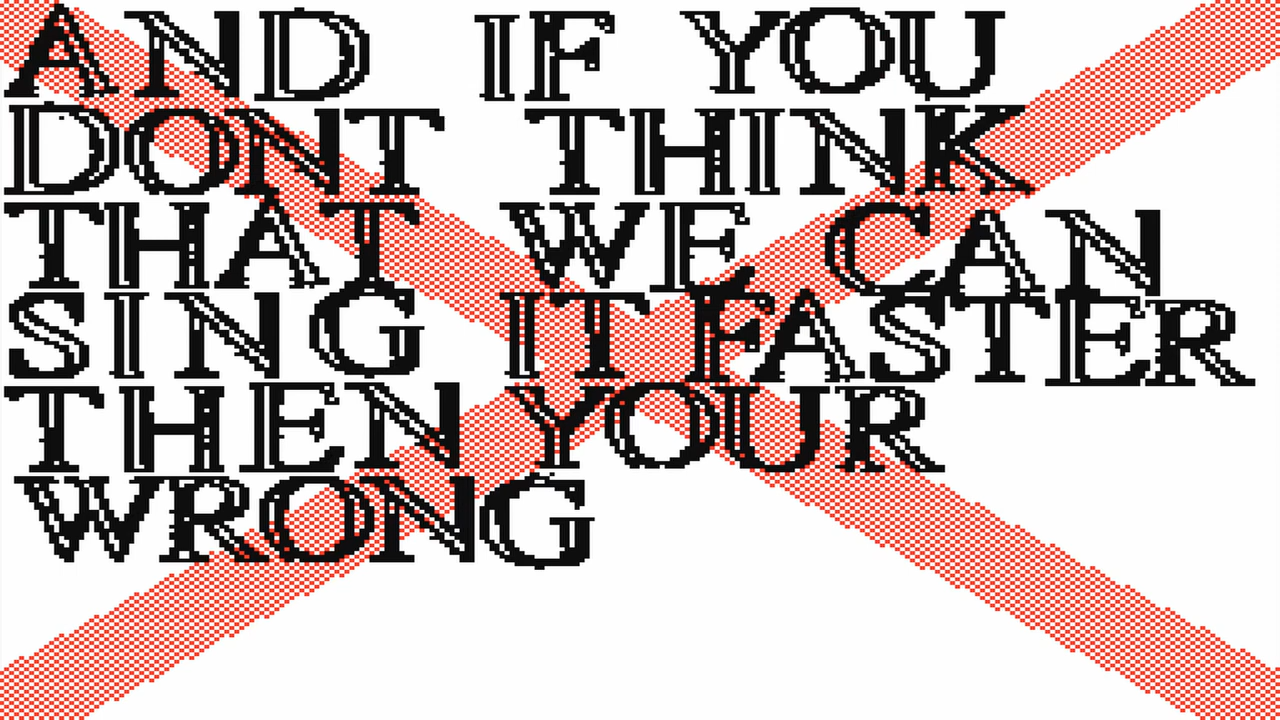 AND IF YOU
DONT THINK
THAT WE CAN
SING IT FASTER
THEN YOUR
WRONG